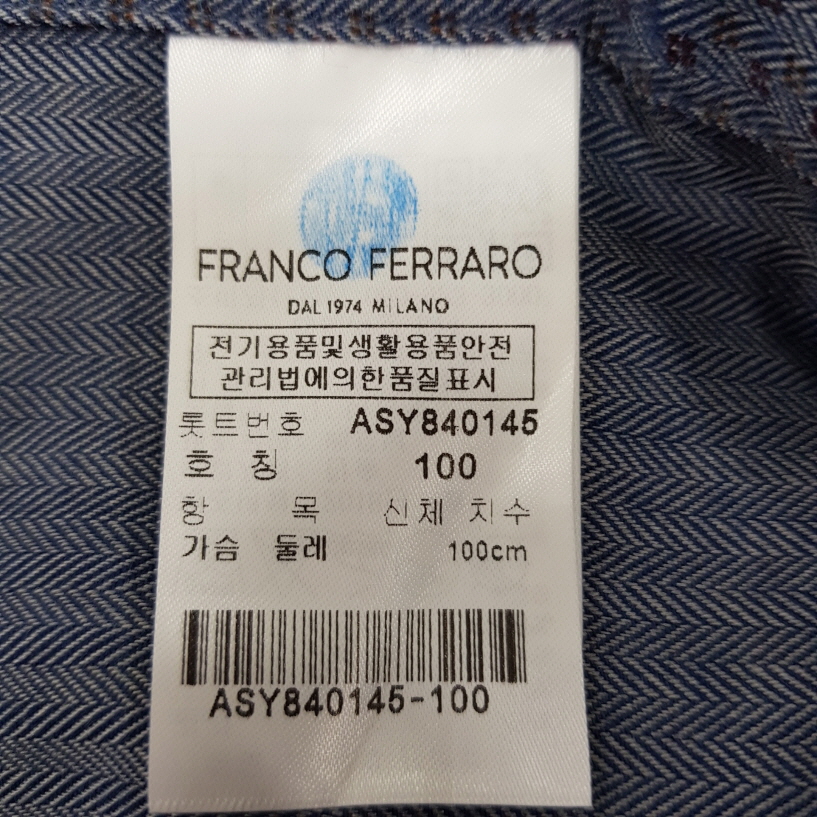 FRANCO FERRARO
DAL 1974 MILANO
전기용품및생활용품안전
관리법에의한품질표시
롯트번호 ASY840145
호 칭 100
항 목 신체 치수
가슴 둘레 100cm
ASY840145-100